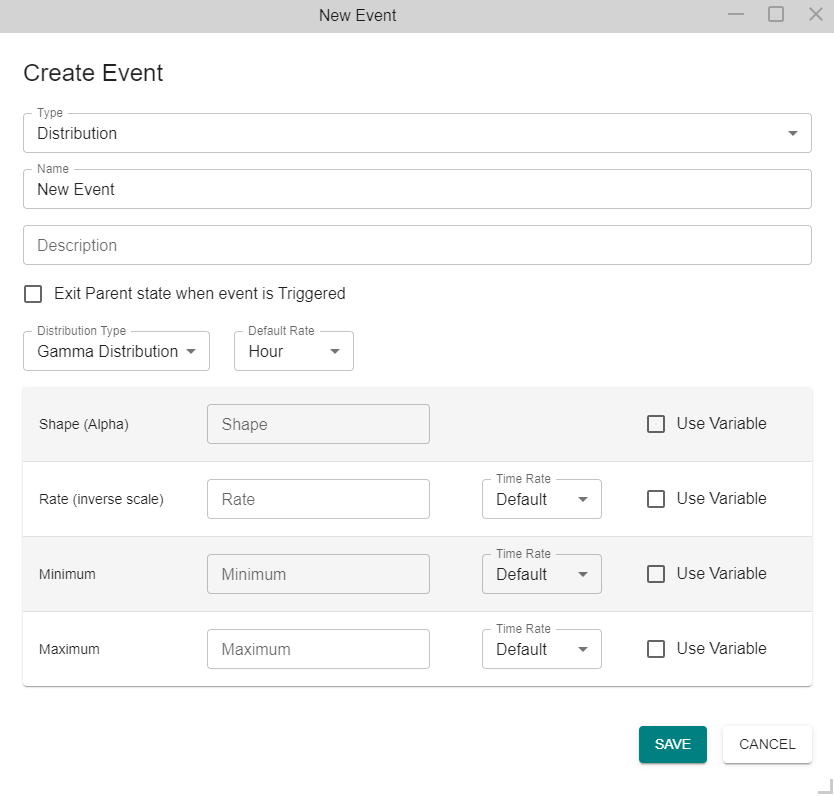 New Event
Create Event
Type
Distribution
Name
New Event
Description
Exit Parent state when event is Triggered
Distribution Type
Default Rate
Gamma Distribution
Hour
Shape (Alpha)
Shape
Use Variable
Time Rate
Rate (inverse scale)
Rate
Default
Use Variable
Time Rate
Minimum
Minimum
Default
Use Variable
Time Rate
Maximum
Maximum
Default
Use Variable
SAVE
CANCEL